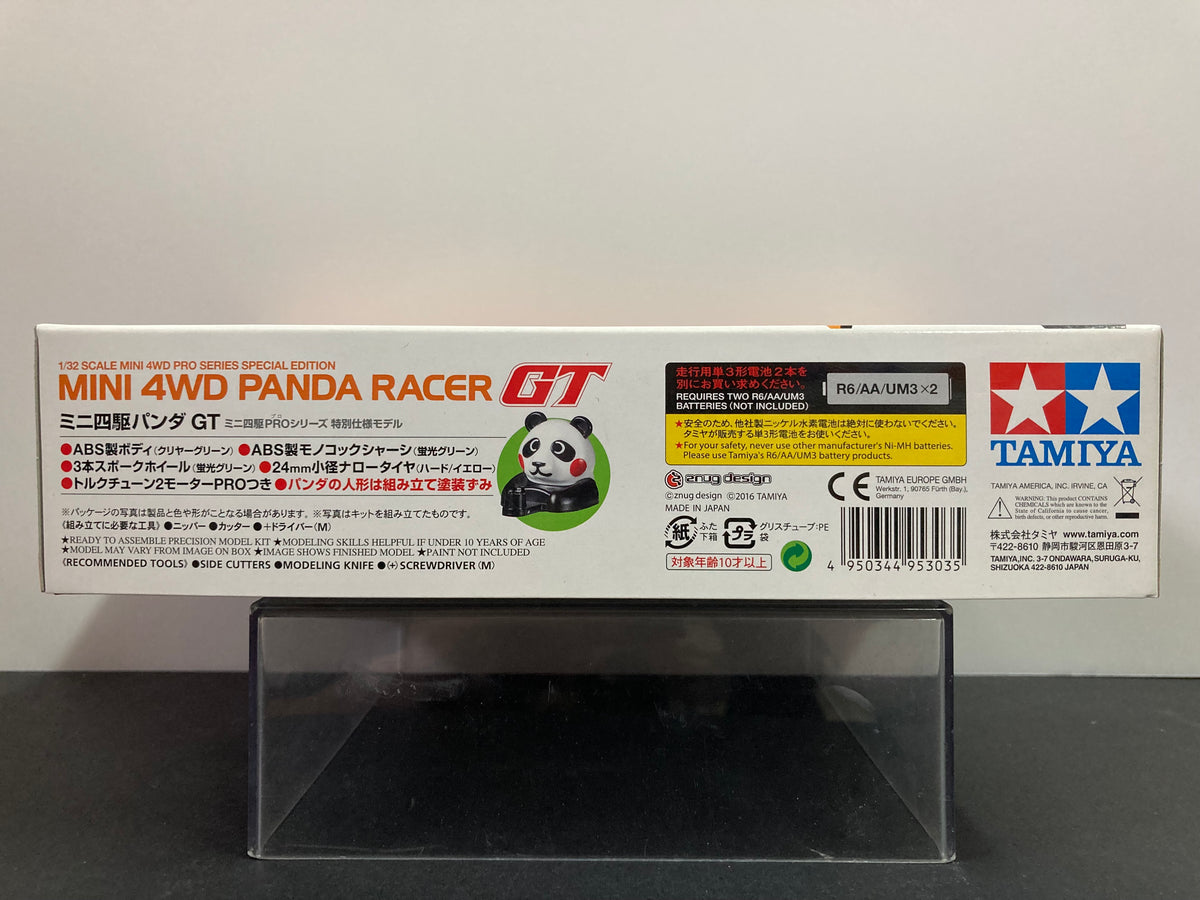 1/32 SCALE MINI 4WD PRO SERIES SPECIAL EDITION
MINI 4WD PANDA RACER GT
ミニ四駆パンダ GT ミニ四駆PROシリーズ 特別仕様モデル
プロ
●ABS製ボディ(クリヤーグリーン) ●ABS製モノコックシャーシ(蛍光グリーン)
●3本スポークホイール(蛍光グリーン) ●24mm小径ナロータイヤ(ハード/イエロー)
●トルクチューン2モーターPROつき ●パンダの人形は組み立て塗装ずみ
※パッケージの写真は製品と色や形がことなる場合があります。※写真はキットを組み立てたものです。
《組み立てに必要な工具》●ニッパー ●カッター ●+ドライバー(M)
★READY TO ASSEMBLE PRECISION MODEL KIT ★MODELING SKILLS HELPFUL IF UNDER 10 YEARS OF AGE
★MODEL MAY VARY FROM IMAGE ON BOX ★IMAGE SHOWS FINISHED MODEL ★PAINT NOT INCLUDED
《RECOMMENDED TOOLS》 ●SIDE CUTTERS ●MODELING KNIFE ●(+) SCREWDRIVER (M)
走行用単3形電池2本を
別にお買い求めください。
REQUIRES TWO R6/AA/UM3
BATTERIES (NOT INCLUDED)
R6/AA/UM3×2
★安全のため、他社製ニッケル水素電池は絶対に使わないでください。
タミヤが販売する単3形電池をお使いください。
★For your safety, never use other manufacturer's Ni-MH batteries.
Please use Tamiya's R6/AA/UM3 battery products.
znug design
©znug design ©2016 TAMIYA
MADE IN JAPAN
CE
TAMIYA EUROPE GMBH
Werkstr. 1, 90765 Fürth (Bay.),
Germany
紙 ふた
下箱
プラ グリスチューブ:PE
袋
対象年齢10才以上
4 950344 953035
TAMIYA
TAMIYA AMERICA, INC. IRVINE, CA
WARNING: This product CONTAINS
CHEMICALS known to the
State of California to cause cancer,
birth defects, or other reproductive harm.
株式会社タミヤ www.tamiya.com
〒422-8610 静岡市駿河区恩田原3-7
TAMIYA,INC. 3-7 ONDAWARA, SURUGA-KU,
SHIZUOKA 422-8610 JAPAN